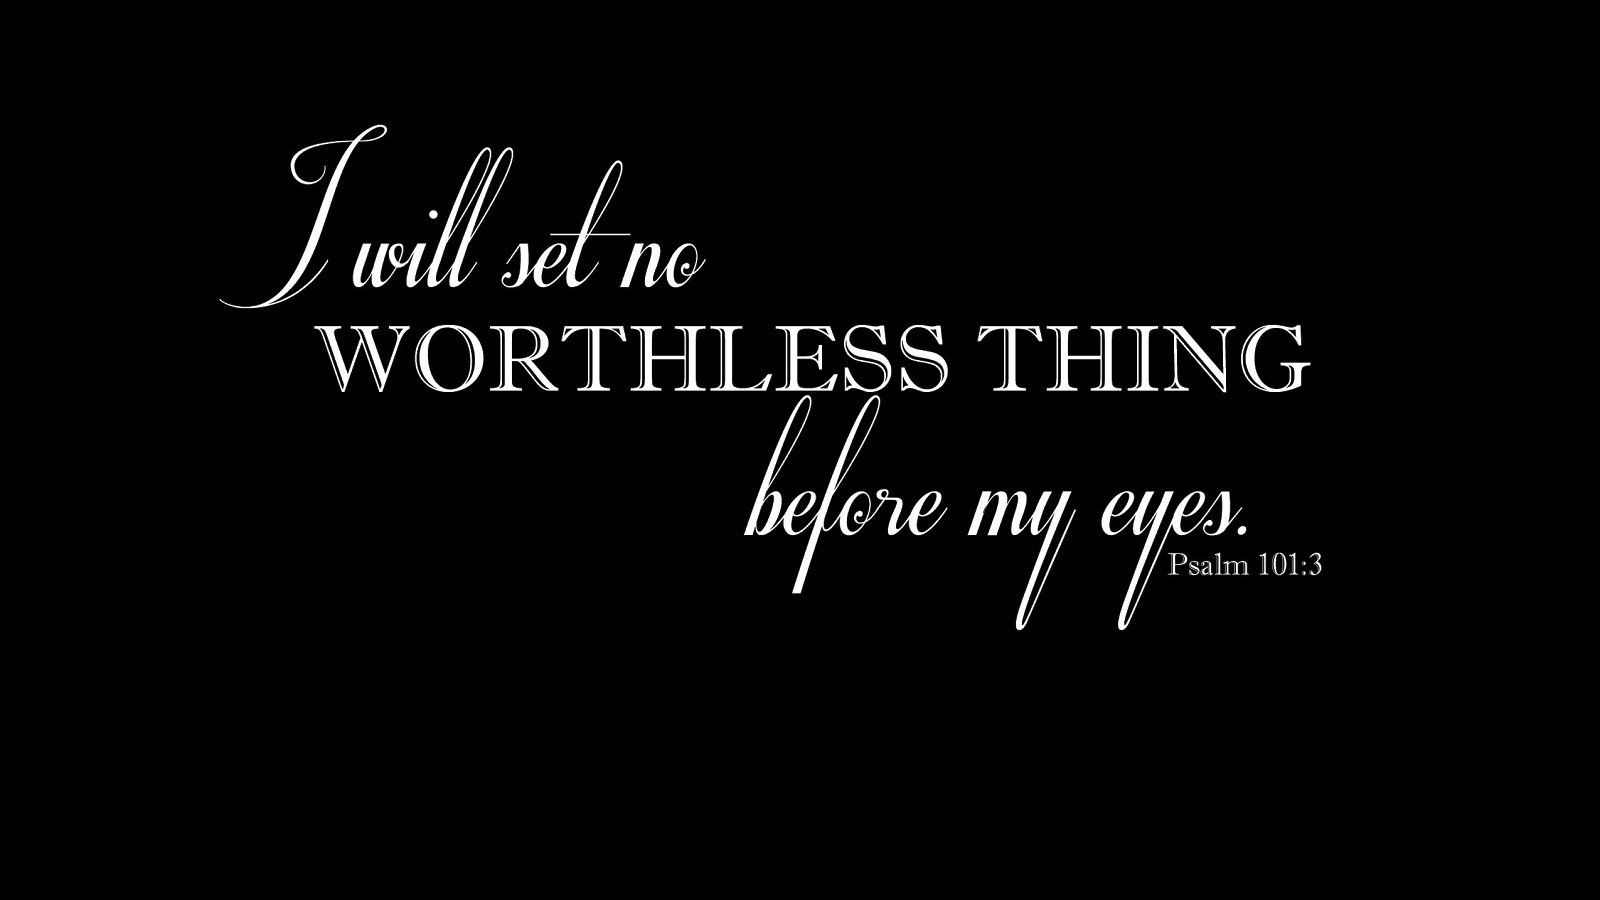 I will set no
WORTHLESS THING
before my eyes.
Psalm 101:3